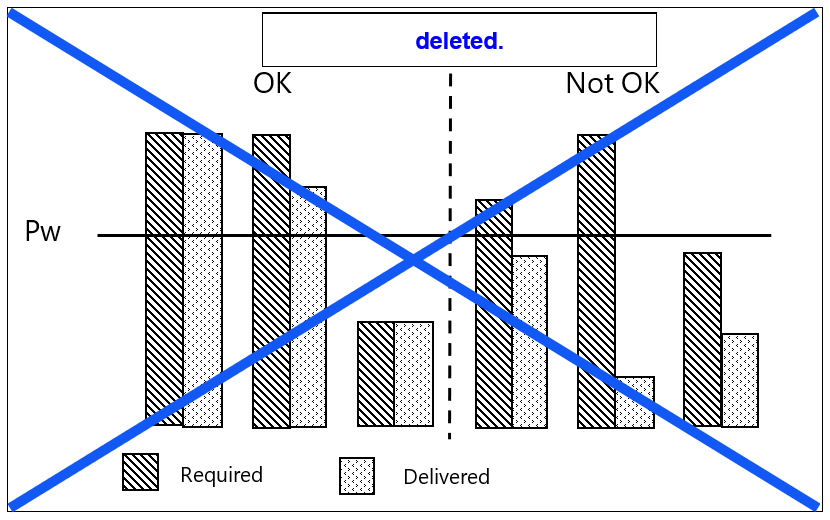 deleted.
OK
Not OK
Pw
Required
Delivered